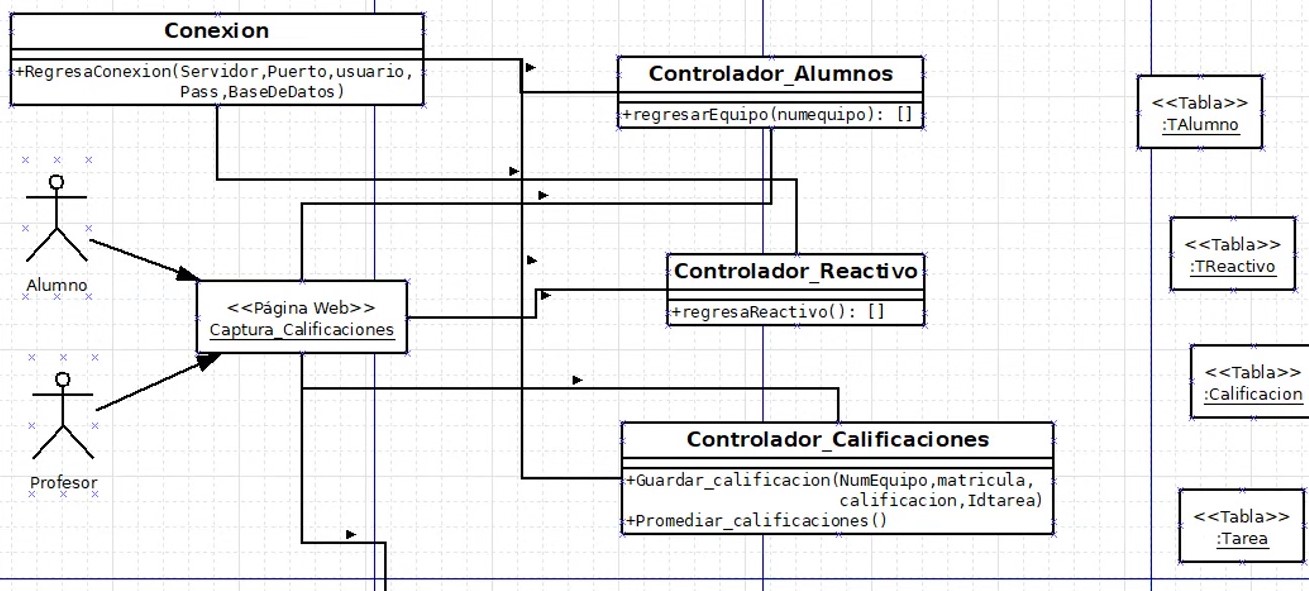 Conexion
+RegresaConexion(Servidor,Puerto,usuario,
Pass,BaseDeDatos)
Controlador_Alumnos
+regresarEquipo(numequipo): []
<<Tabla>>
:TAlumno
Alumno
<<Página Web>>
Captura_Calificaciones
Controlador_Reactivo
+regresaReactivo(): []
<<Tabla>>
:TReactivo
<<Tabla>>
:Calificacion
Profesor
Controlador_Calificaciones
+Guardar_calificacion(NumEquipo,matricula,
calificacion,Idtarea)
+Promediar_calificaciones()
<<Tabla>>
:Tarea